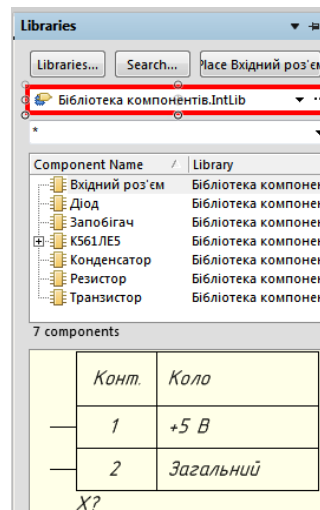 Libraries
Libraries... Search... Place Вхідний роз'єм
Бібліотека компонентів.IntLib
*
Component Name / Library
Вхідний роз'єм Бібліотека компонен
Діод Бібліотека компонен
Запобігач Бібліотека компонен
К561ЛЕ5 Бібліотека компонен
Конденсатор Бібліотека компонен
Резистор Бібліотека компонен
Транзистор Бібліотека компонен
7 components
Конт. Коло
1 +5 В
2 Загальний
X?